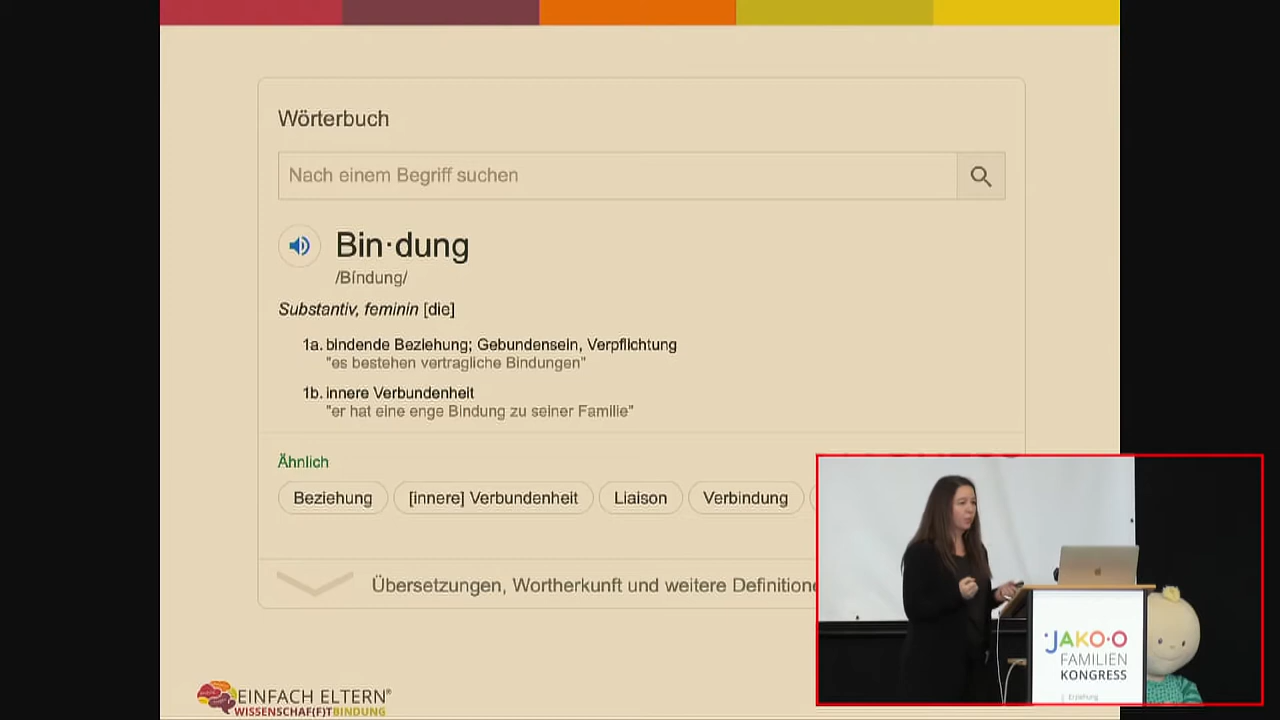 Wörterbuch
Nach einem Begriff suchen
Bin·dung
/Bíndung/
Substantiv, feminin [die]
1a. bindende Beziehung; Gebundensein, Verpflichtung
"es bestehen vertragliche Bindungen"
1b. innere Verbundenheit
"er hat eine enge Bindung zu seiner Familie"
Ähnlich
Beziehung [innere] Verbundenheit Liaison Verbindung
Übersetzungen, Wortherkunft und weitere Definitione
JAKO·O
FAMILIEN
KONGRESS
Erziehung
EINFACH ELTERN®
WISSENSCHAF(F)TBINDUNG